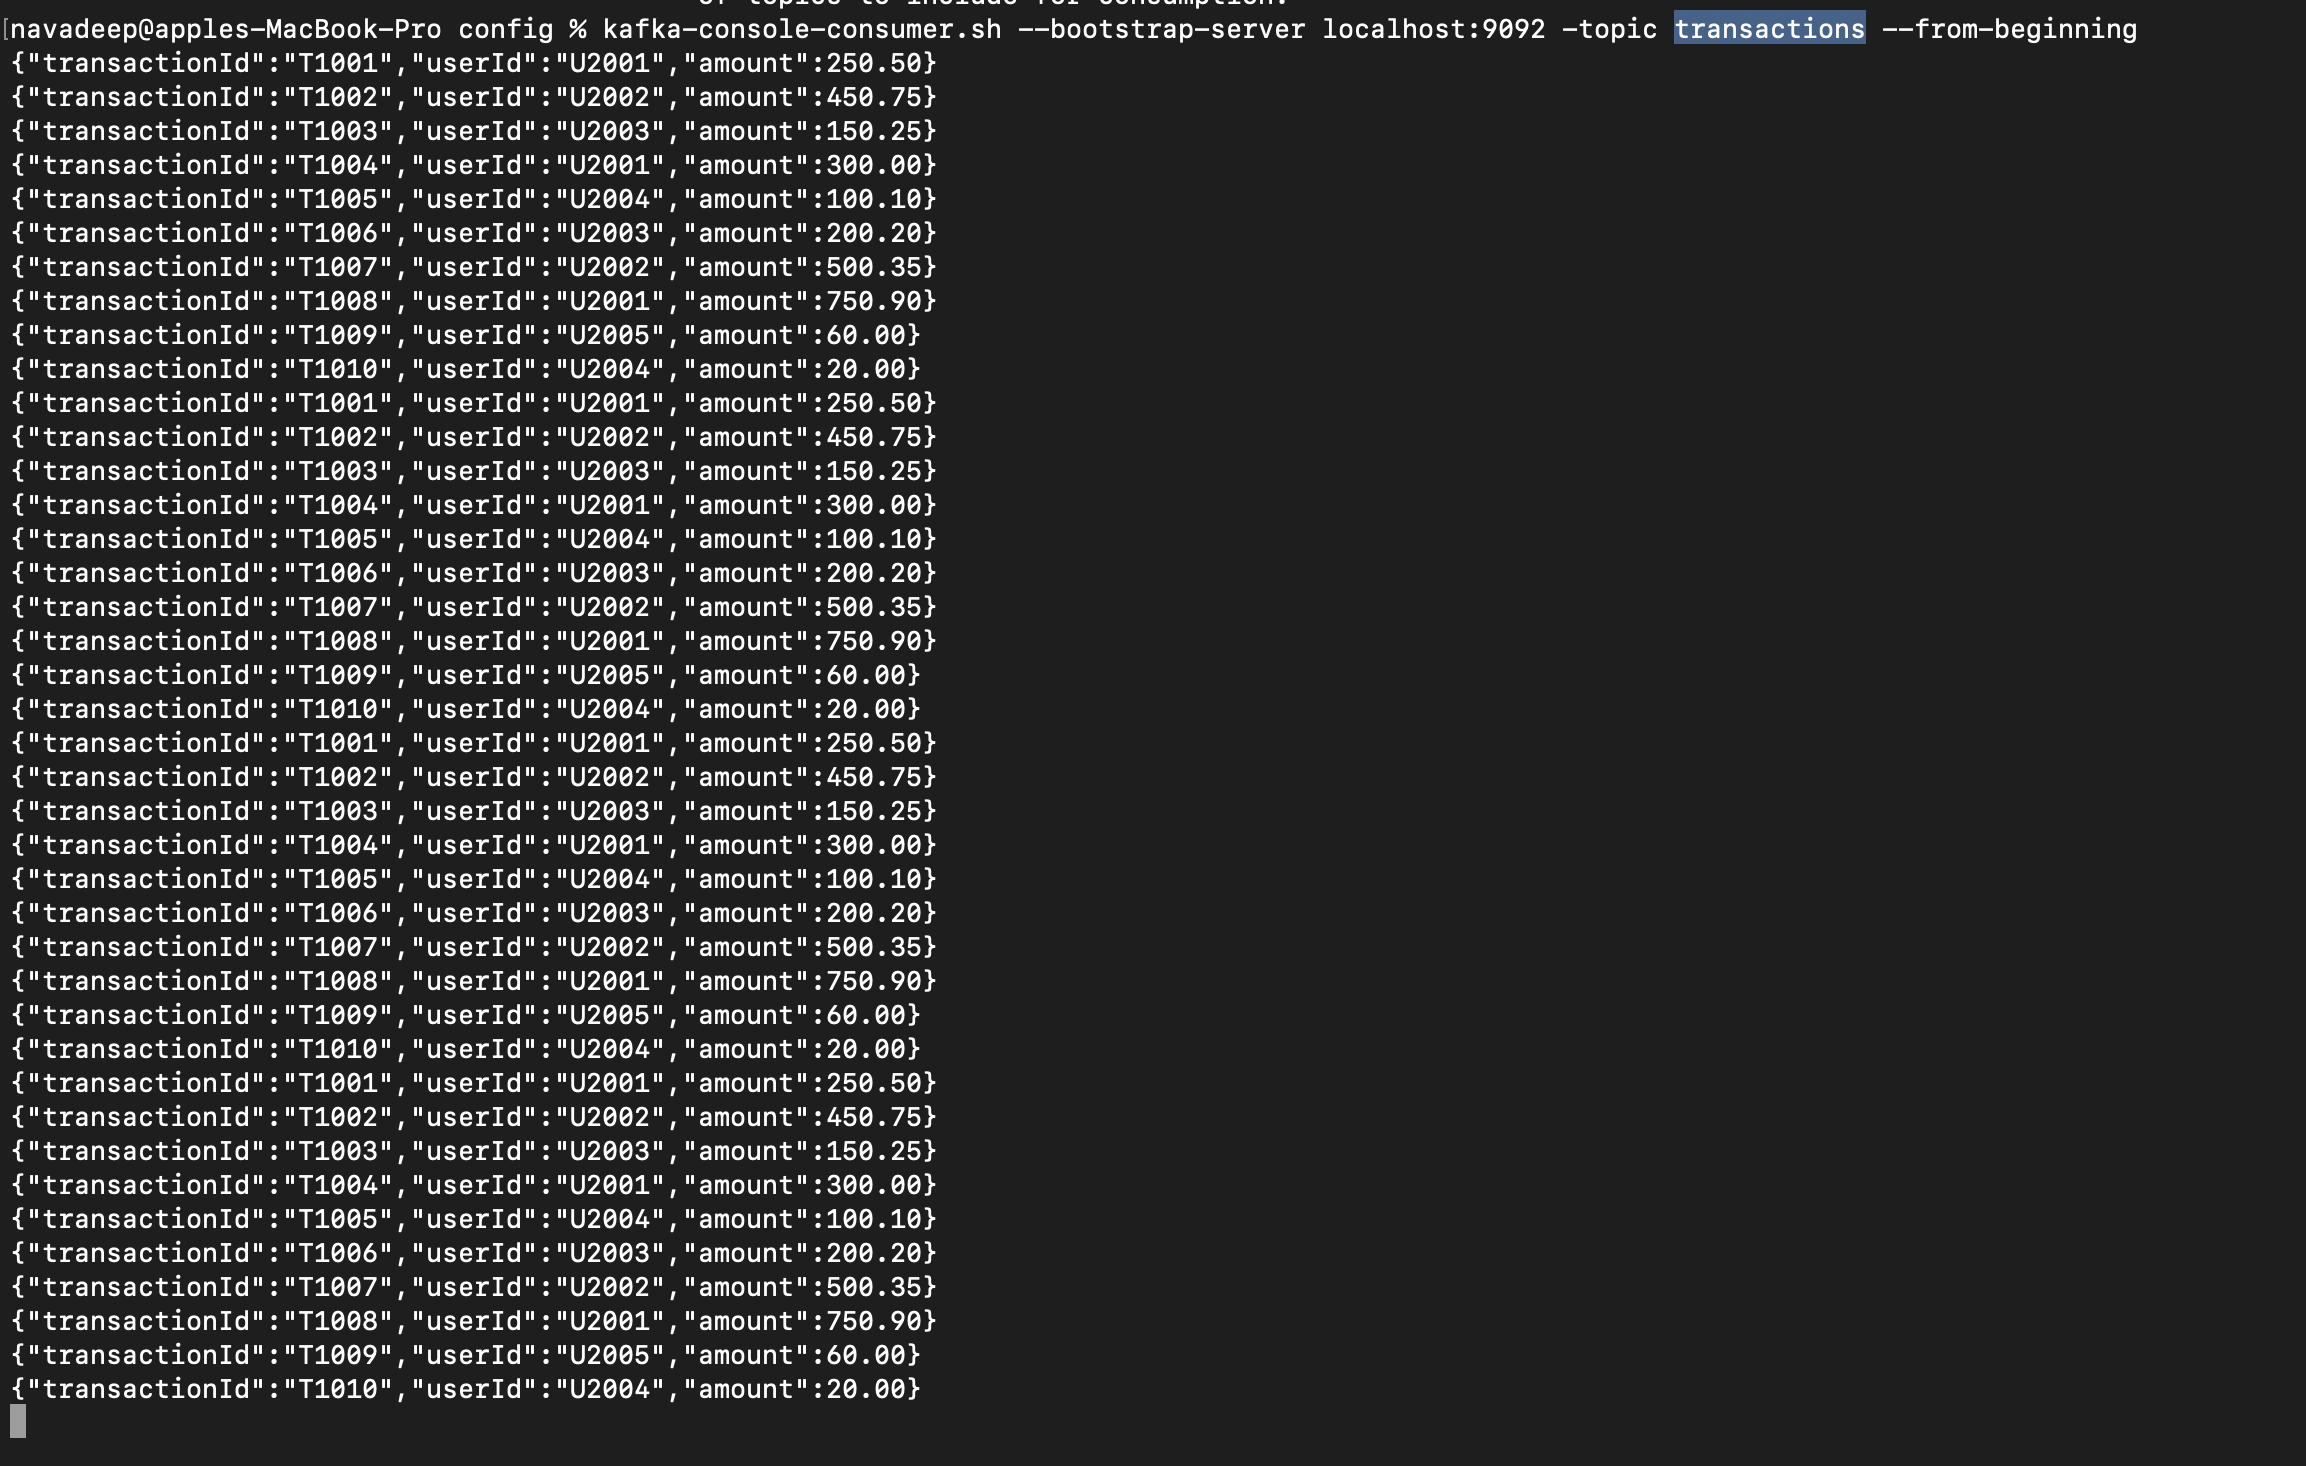 of topics to include for consumption.
[navadeep@apples-MacBook-Pro config % kafka-console-consumer.sh --bootstrap-server localhost:9092 -topic transactions --from-beginning
{"transactionId":"T1001","userId":"U2001","amount":250.50}
{"transactionId":"T1002","userId":"U2002","amount":450.75}
{"transactionId":"T1003","userId":"U2003","amount":150.25}
{"transactionId":"T1004","userId":"U2001","amount":300.00}
{"transactionId":"T1005","userId":"U2004","amount":100.10}
{"transactionId":"T1006","userId":"U2003","amount":200.20}
{"transactionId":"T1007","userId":"U2002","amount":500.35}
{"transactionId":"T1008","userId":"U2001","amount":750.90}
{"transactionId":"T1009","userId":"U2005","amount":60.00}
{"transactionId":"T1010","userId":"U2004","amount":20.00}
{"transactionId":"T1001","userId":"U2001","amount":250.50}
{"transactionId":"T1002","userId":"U2002","amount":450.75}
{"transactionId":"T1003","userId":"U2003","amount":150.25}
{"transactionId":"T1004","userId":"U2001","amount":300.00}
{"transactionId":"T1005","userId":"U2004","amount":100.10}
{"transactionId":"T1006","userId":"U2003","amount":200.20}
{"transactionId":"T1007","userId":"U2002","amount":500.35}
{"transactionId":"T1008","userId":"U2001","amount":750.90}
{"transactionId":"T1009","userId":"U2005","amount":60.00}
{"transactionId":"T1010","userId":"U2004","amount":20.00}
{"transactionId":"T1001","userId":"U2001","amount":250.50}
{"transactionId":"T1002","userId":"U2002","amount":450.75}
{"transactionId":"T1003","userId":"U2003","amount":150.25}
{"transactionId":"T1004","userId":"U2001","amount":300.00}
{"transactionId":"T1005","userId":"U2004","amount":100.10}
{"transactionId":"T1006","userId":"U2003","amount":200.20}
{"transactionId":"T1007","userId":"U2002","amount":500.35}
{"transactionId":"T1008","userId":"U2001","amount":750.90}
{"transactionId":"T1009","userId":"U2005","amount":60.00}
{"transactionId":"T1010","userId":"U2004","amount":20.00}
{"transactionId":"T1001","userId":"U2001","amount":250.50}
{"transactionId":"T1002","userId":"U2002","amount":450.75}
{"transactionId":"T1003","userId":"U2003","amount":150.25}
{"transactionId":"T1004","userId":"U2001","amount":300.00}
{"transactionId":"T1005","userId":"U2004","amount":100.10}
{"transactionId":"T1006","userId":"U2003","amount":200.20}
{"transactionId":"T1007","userId":"U2002","amount":500.35}
{"transactionId":"T1008","userId":"U2001","amount":750.90}
{"transactionId":"T1009","userId":"U2005","amount":60.00}
{"transactionId":"T1010","userId":"U2004","amount":20.00}